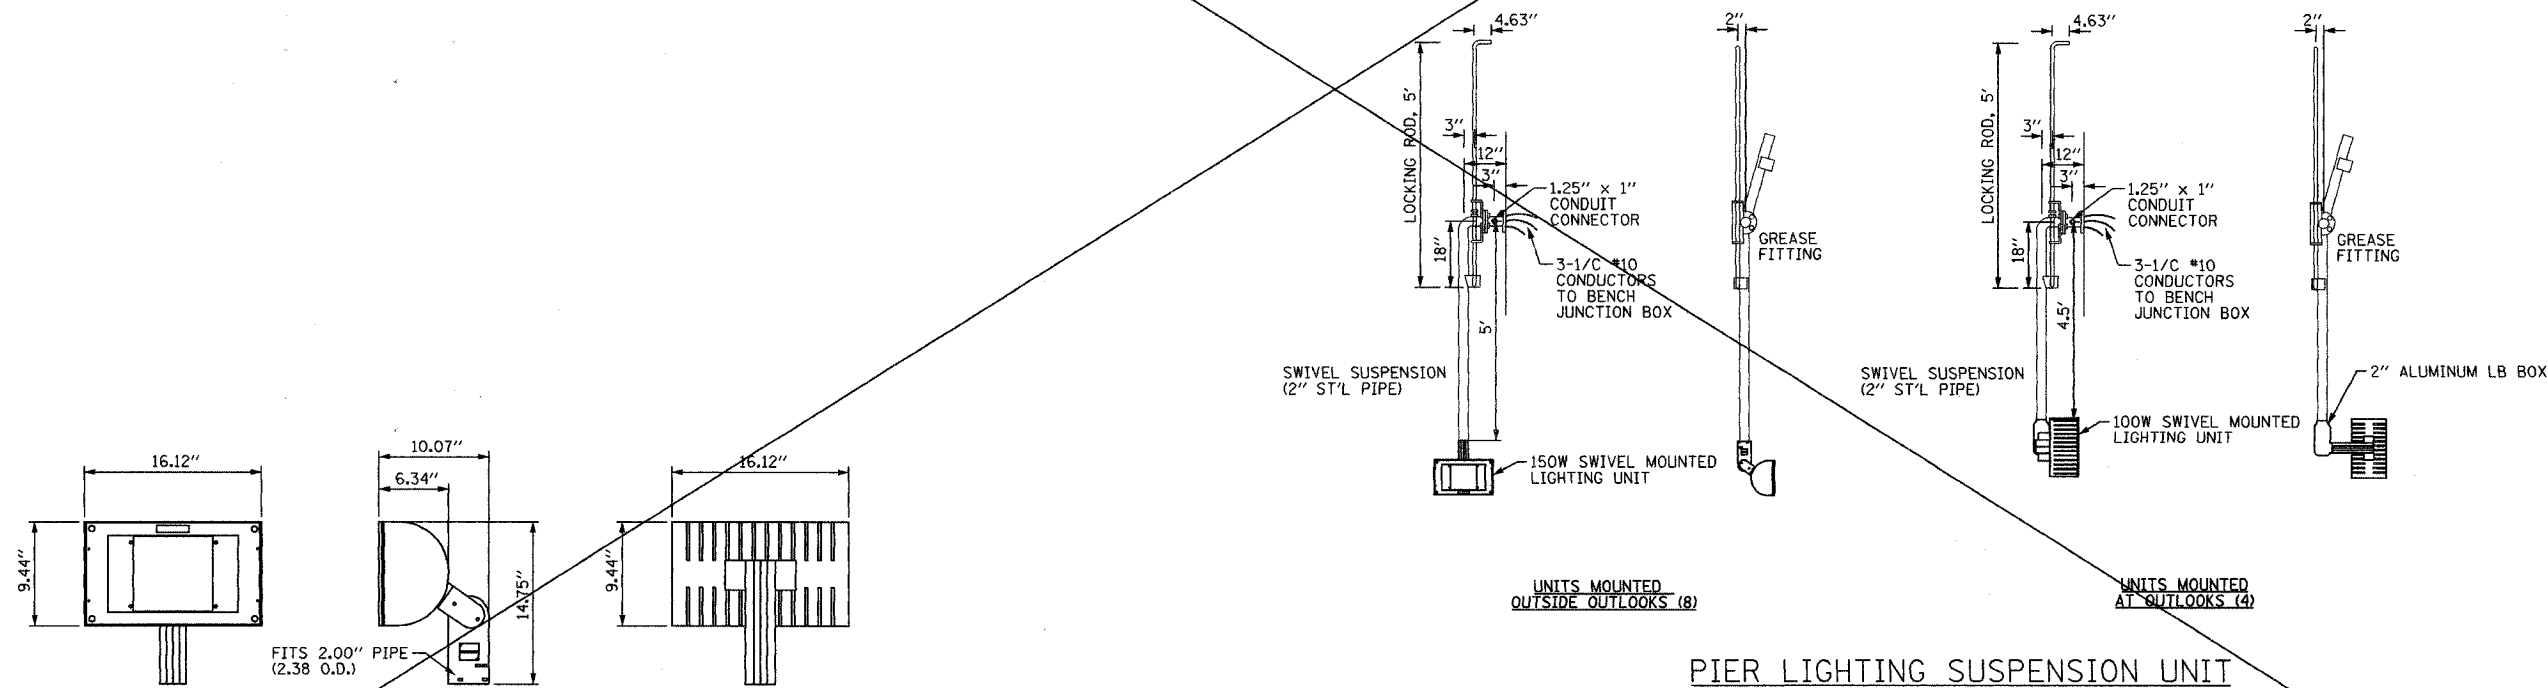 16.12"
9.44"
10.07"
6.34"
14.75"
FITS 2.00" PIPE
(2.38 O.D.)
16.12"
9.44"
4.63"
LOCKING ROD, 5'
3"
12"
3"
1.25" x 1"
CONDUIT
CONNECTOR
18"
3-1/C #10
CONDUCTORS
TO BENCH
JUNCTION BOX
5'
SWIVEL SUSPENSION
(2" ST'L PIPE)
150W SWIVEL MOUNTED
LIGHTING UNIT
2"
GREASE
FITTING
UNITS MOUNTED
OUTSIDE OUTLOOKS (8)
4.63"
LOCKING ROD, 5'
3"
12"
3"
1.25" x 1"
CONDUIT
CONNECTOR
18"
3-1/C #10
CONDUCTORS
TO BENCH
JUNCTION BOX
4.5'
SWIVEL SUSPENSION
(2" ST'L PIPE)
100W SWIVEL MOUNTED
LIGHTING UNIT
2"
GREASE
FITTING
2" ALUMINUM LB BOX
UNITS MOUNTED
AT OUTLOOKS (4)
PIER LIGHTING SUSPENSION UNIT